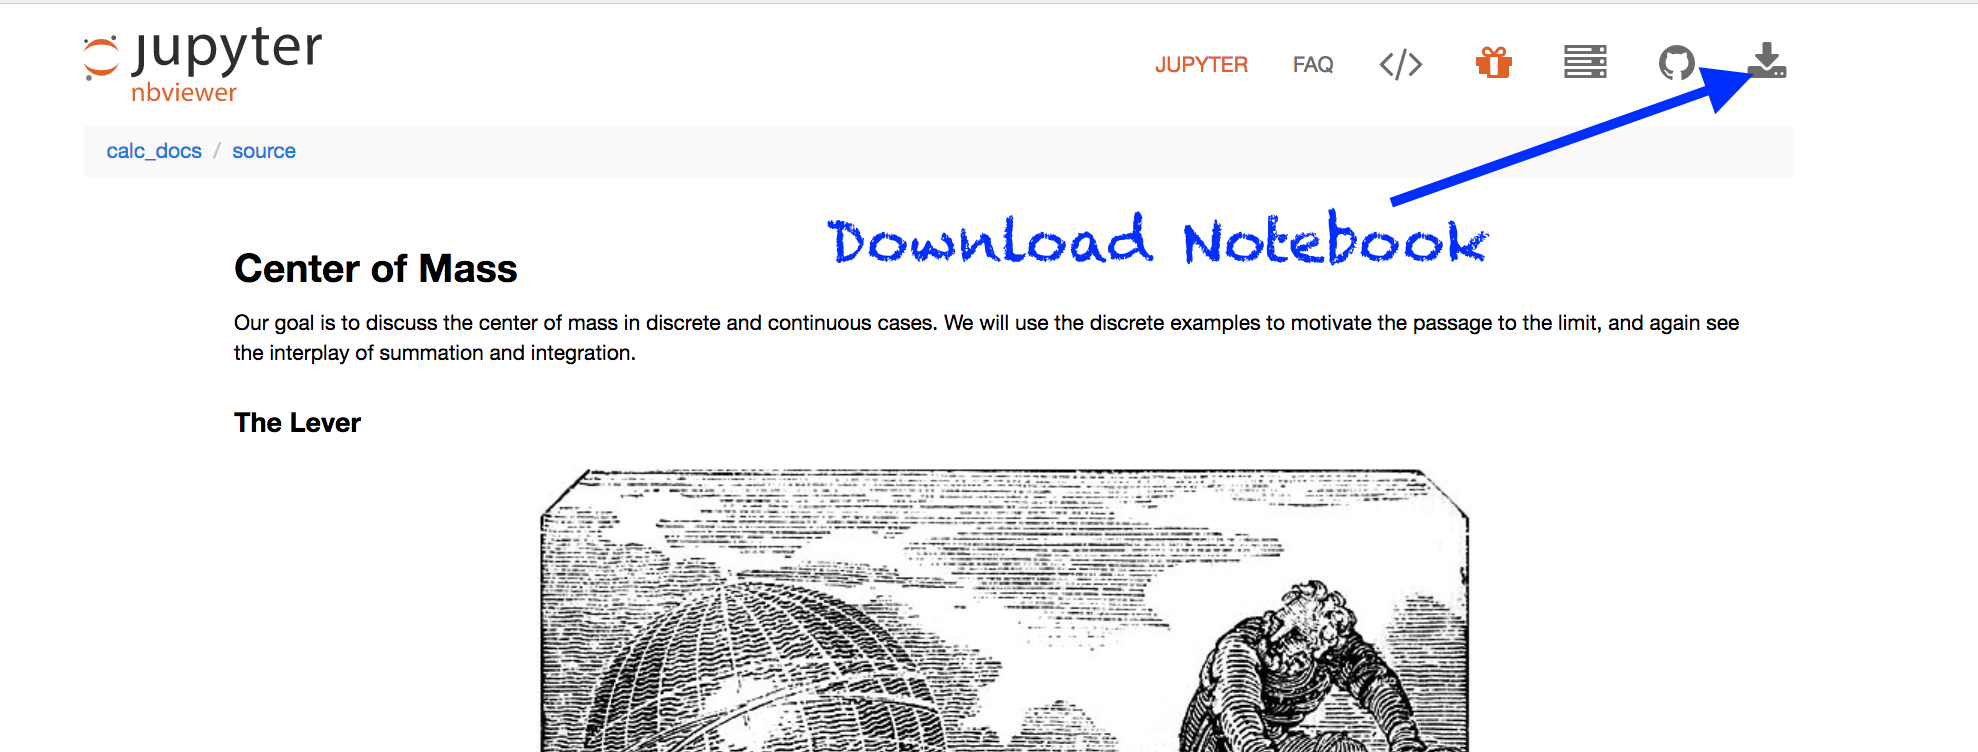 jupyter
nbviewer
JUPYTER FAQ </>
calc_docs / source
Download Notebook
Center of Mass
Our goal is to discuss the center of mass in discrete and continuous cases. We will use the discrete examples to motivate the passage to the limit, and again see
the interplay of summation and integration.
The Lever